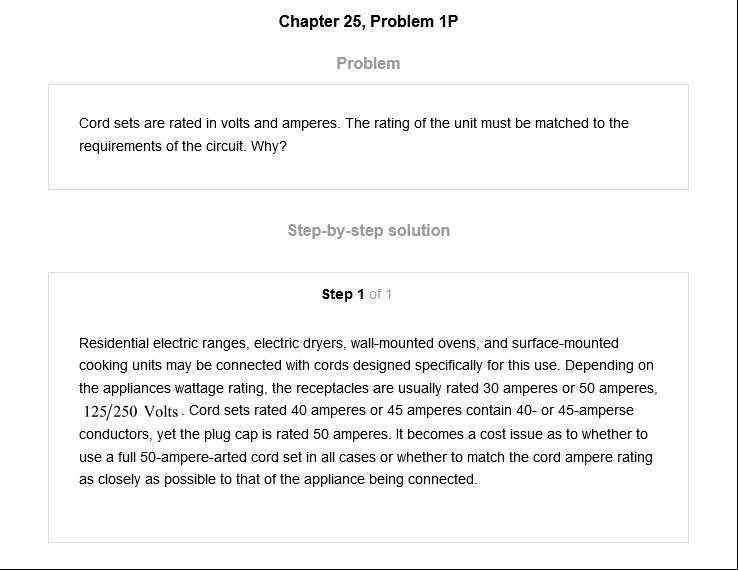 Chapter 25, Problem 1P
Problem
Cord sets are rated in volts and amperes. The rating of the unit must be matched to the
requirements of the circuit. Why?
Step-by-step solution
Step 1 of 1
Residential electric ranges, electric dryers, wall-mounted ovens, and surface-mounted
cooking units may be connected with cords designed specifically for this use. Depending on
the appliances wattage rating, the receptacles are usually rated 30 amperes or 50 amperes,
125/250 Volts. Cord sets rated 40 amperes or 45 amperes contain 40- or 45-amperse
conductors, yet the plug cap is rated 50 amperes. It becomes a cost issue as to whether to
use a full 50-ampere-arted cord set in all cases or whether to match the cord ampere rating
as closely as possible to that of the appliance being connected.